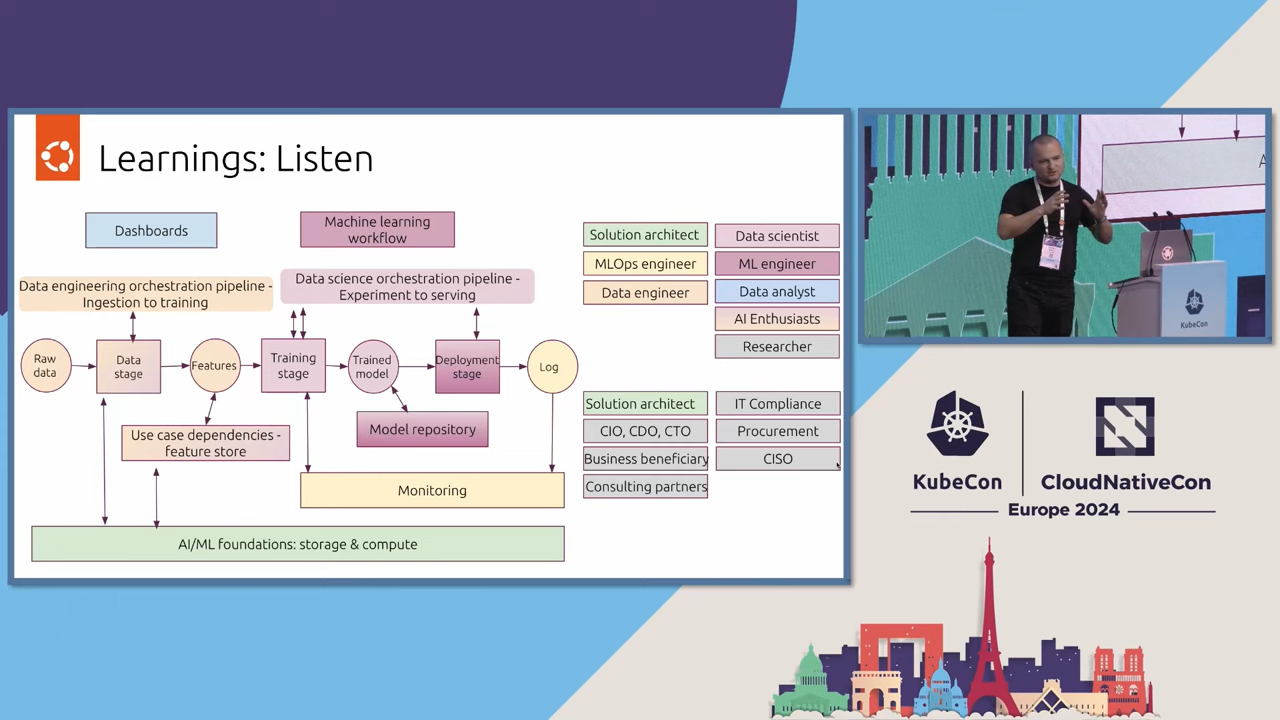 Learnings: Listen
Dashboards
Machine learning
workflow
Data engineering orchestration pipeline -
Ingestion to training
Data science orchestration pipeline -
Experiment to serving
Raw
data
Data
stage
Features
Training
stage
Trained
model
Deployment
stage
Log
Use case dependencies -
feature store
Model repository
Monitoring
AI/ML foundations: storage & compute
Solution architect
Data scientist
MLOps engineer
ML engineer
Data engineer
Data analyst
AI Enthusiasts
Researcher
Solution architect
IT Compliance
CIO, CDO, CTO
Procurement
Business beneficiary
CISO
Consulting partners
A
KubeCon
KubeCon
CloudNativeCon
Europe 2024